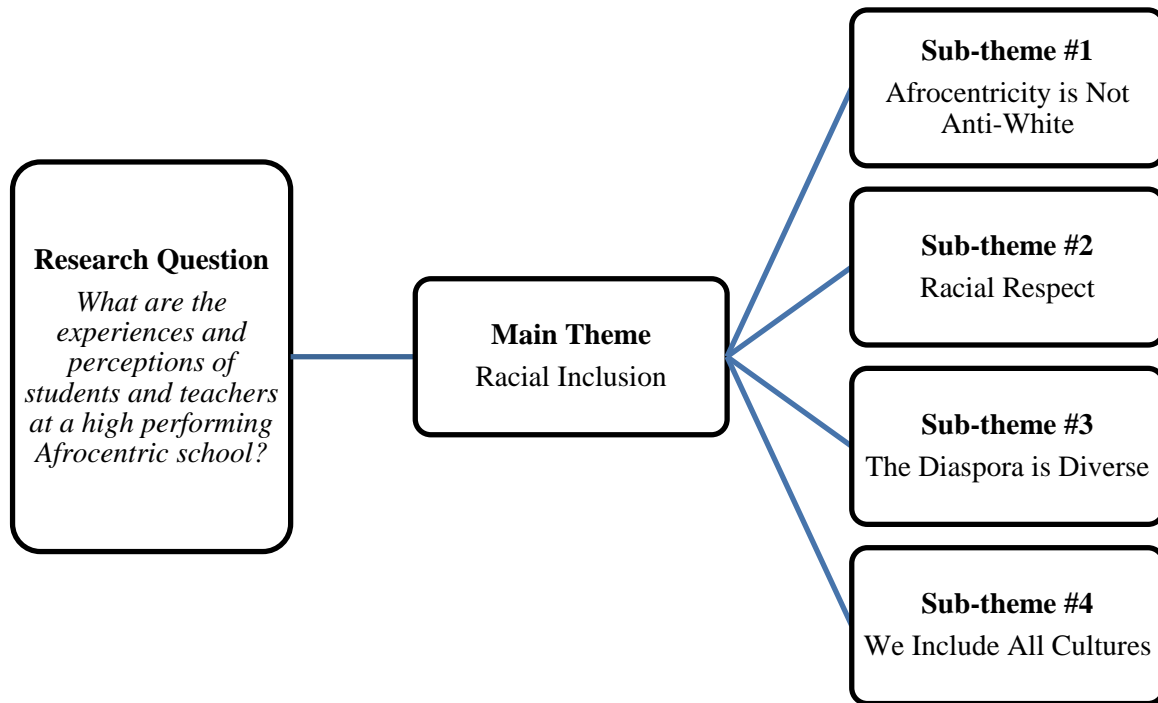 Research Question
What are the
experiences and
perceptions of
students and teachers
at a high performing
Afrocentric school?
Main Theme
Racial Inclusion
Sub-theme #1
Afrocentricity is Not
Anti-White
Sub-theme #2
Racial Respect
Sub-theme #3
The Diaspora is Diverse
Sub-theme #4
We Include All Cultures